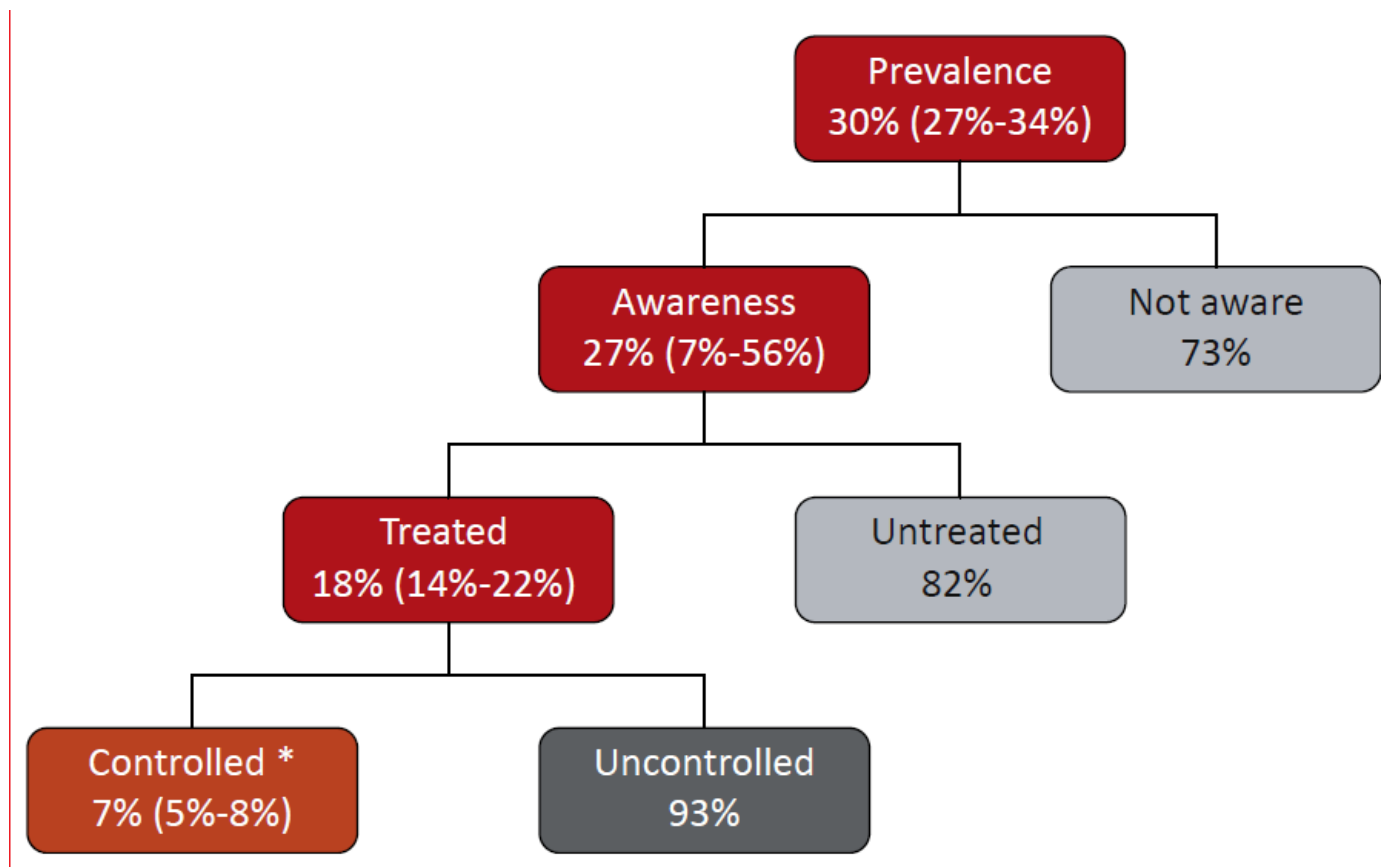 Prevalence
30% (27%-34%)
Awareness
27% (7%-56%)
Not aware
73%
Treated
18% (14%-22%)
Untreated
82%
Controlled *
7% (5%-8%)
Uncontrolled
93%